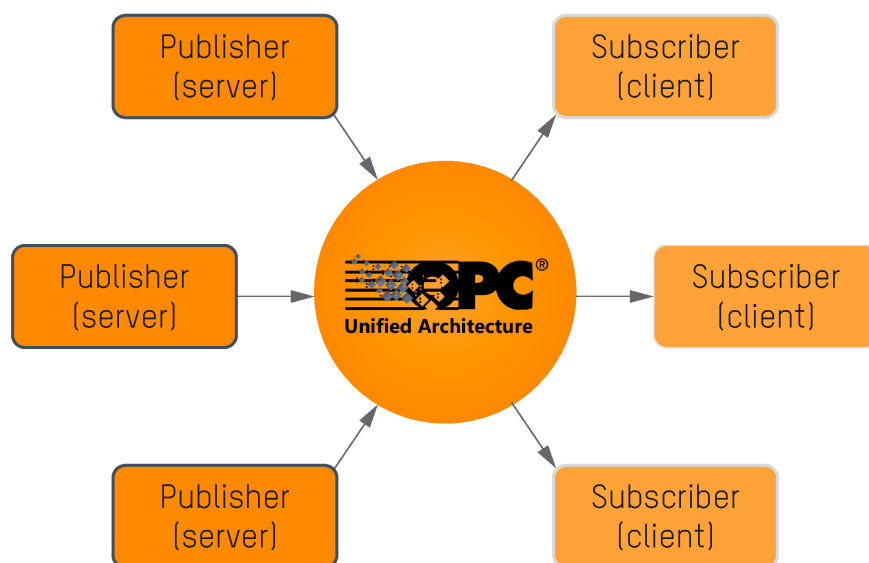 Publisher
(server)
Subscriber
(client)
Publisher
(server)
OPC®
Unified Architecture
Subscriber
(client)
Publisher
(server)
Subscriber
(client)